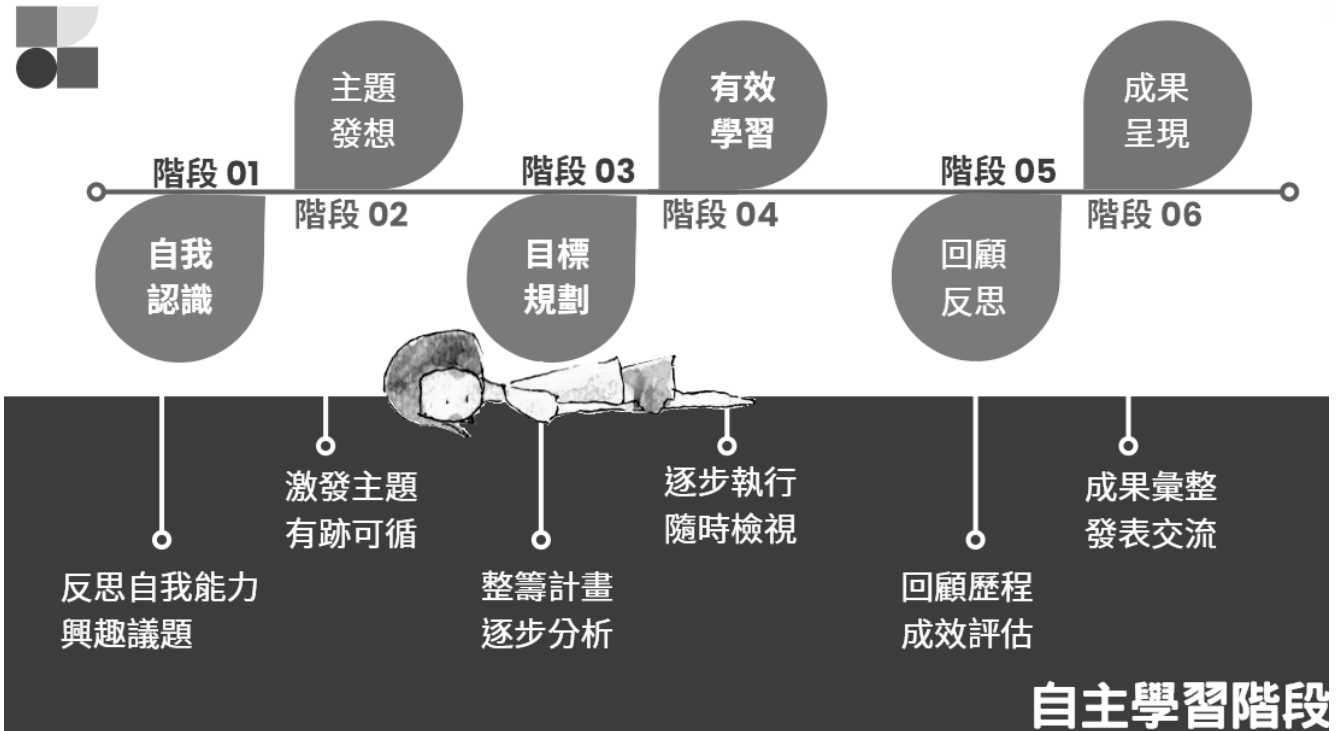 階段 01
自我
認識
反思自我能力
興趣議題
主題
發想
階段 02
激發主題
有跡可循
階段 03
目標
規劃
整籌計畫
逐步分析
有效
學習
階段 04
逐步執行
隨時檢視
階段 05
回顧
反思
回顧歷程
成效評估
成果
呈現
階段 06
成果彙整
發表交流
自主學習階段